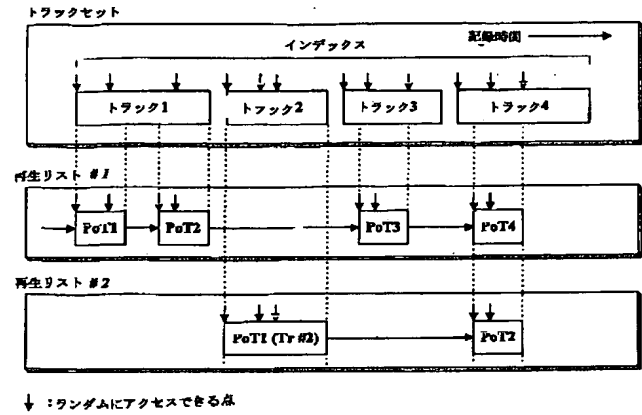 トラックセット
記録時間
インデックス
トラック1
トラック2
トラック3
トラック4
再生リスト #1
PoT1
PoT2
PoT3
PoT4
再生リスト #2
PoT1 (Tr #2)
PoT2
:ランダムにアクセスできる点